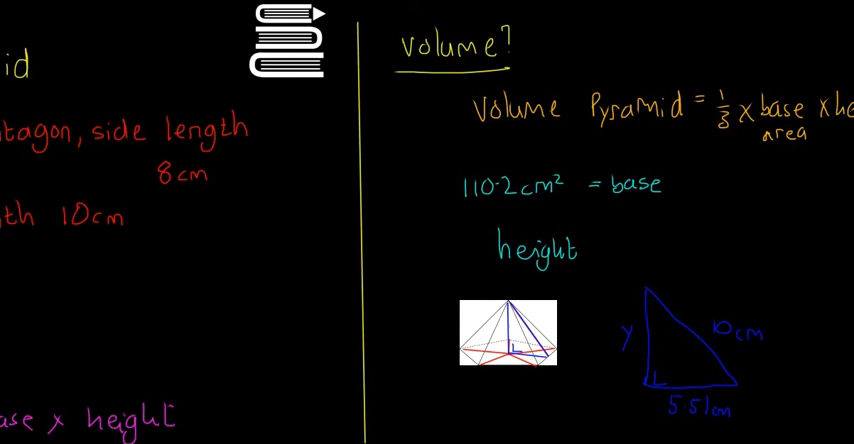 id
tagon, side length
8cm
th 10cm
ase x height
Volume?
Volume Pyramid = 1/3 x base x he
area
110.2cm² = base
height
y
10cm
5.51cm